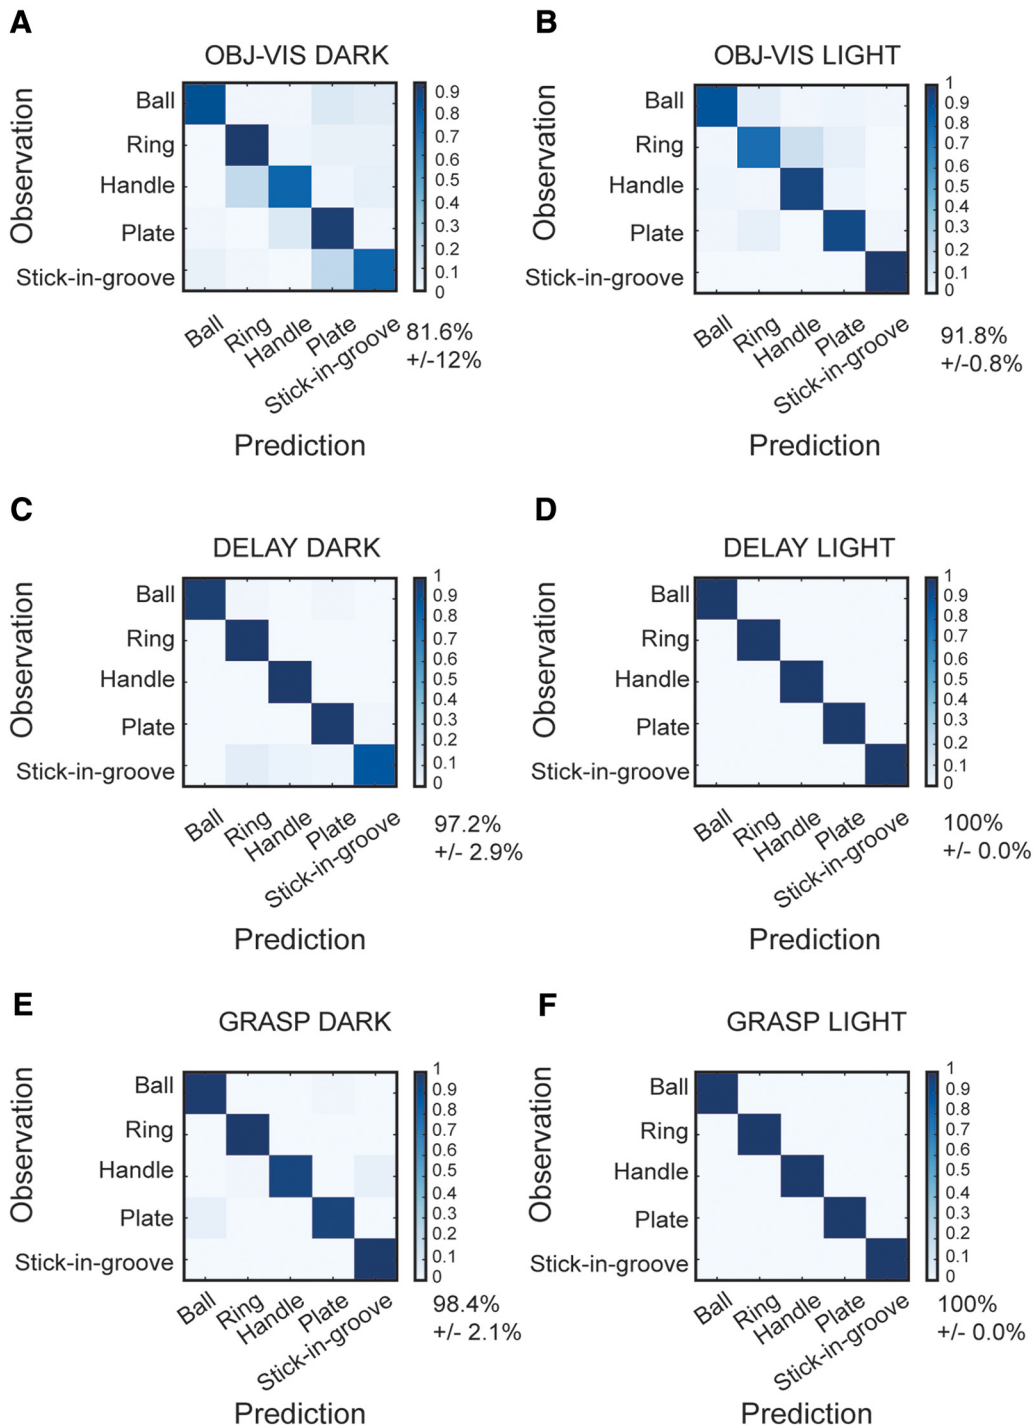 A
OBJ-VIS DARK
Observation
Ball
Ring
Handle
Plate
Stick-in-groove
0.9
0.8
0.7
0.6
0.5
0.4
0.3
0.2
0.1
0
Ball
Ring
Handle
Plate
Stick-in-groove
81.6%
+/-12%
Prediction
B
OBJ-VIS LIGHT
Observation
Ball
Ring
Handle
Plate
Stick-in-groove
1
0.9
0.8
0.7
0.6
0.5
0.4
0.3
0.2
0.1
0
Ball
Ring
Handle
Plate
Stick-in-groove
91.8%
+/-0.8%
Prediction
C
DELAY DARK
Observation
Ball
Ring
Handle
Plate
Stick-in-groove
1
0.9
0.8
0.7
0.6
0.5
0.4
0.3
0.2
0.1
0
Ball
Ring
Handle
Plate
Stick-in-groove
97.2%
+/- 2.9%
Prediction
D
DELAY LIGHT
Observation
Ball
Ring
Handle
Plate
Stick-in-groove
1
0.9
0.8
0.7
0.6
0.5
0.4
0.3
0.2
0.1
0
Ball
Ring
Handle
Plate
Stick-in-groove
100%
+/- 0.0%
Prediction
E
GRASP DARK
Observation
Ball
Ring
Handle
Plate
Stick-in-groove
1
0.9
0.8
0.7
0.6
0.5
0.4
0.3
0.2
0.1
0
Ball
Ring
Handle
Plate
Stick-in-groove
98.4%
+/- 2.1%
Prediction
F
GRASP LIGHT
Observation
Ball
Ring
Handle
Plate
Stick-in-groove
1
0.9
0.8
0.7
0.6
0.5
0.4
0.3
0.2
0.1
0
Ball
Ring
Handle
Plate
Stick-in-groove
100%
+/- 0.0%
Prediction